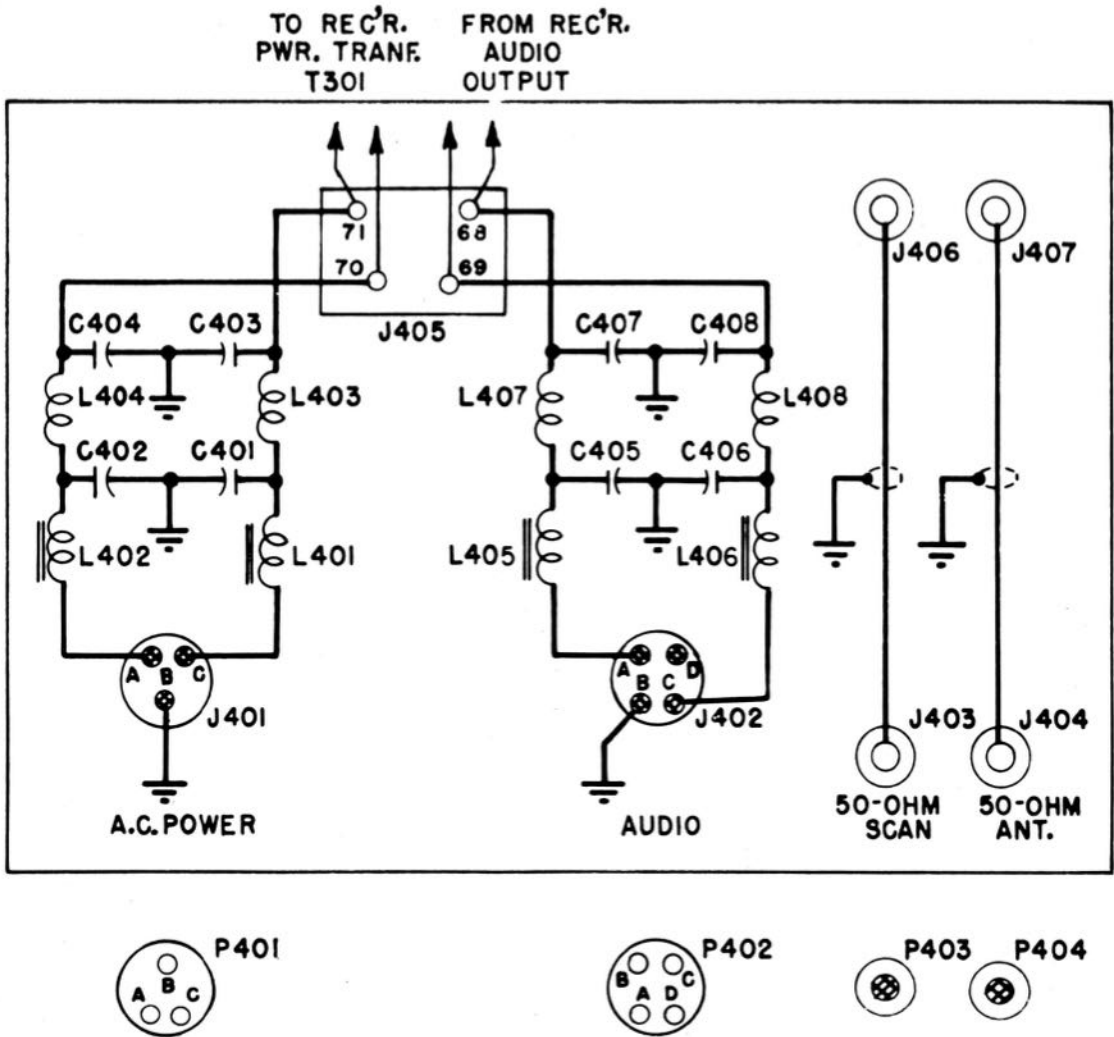 TO REC'R.
PWR. TRANF.
T301
FROM REC'R.
AUDIO
OUTPUT
71
68
70
69
J405
J406
J407
C404
C403
C407
C408
L404
L403
L407
L408
C402
C401
C405
C406
L402
L401
L405
L406
A B C
J401
A D
B C
J402
J403
J404
A.C. POWER
AUDIO
50-OHM
SCAN
50-OHM
ANT.
P401
B
A C
P402
B C
A D
P403
P404